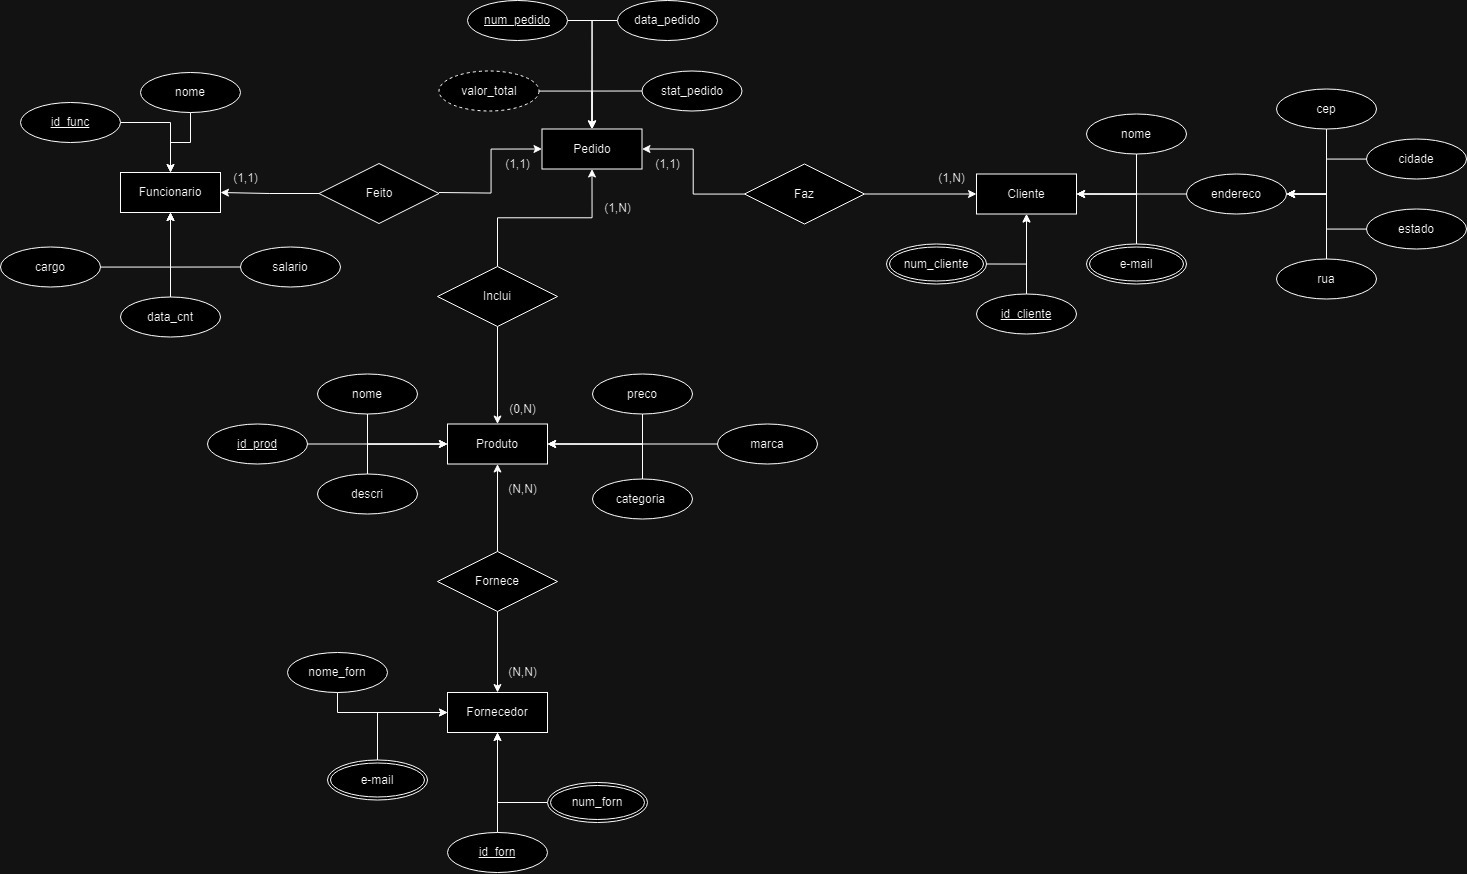 num_pedido
data_pedido
valor_total
stat_pedido
Pedido
nome
id_func
Funcionario
(1,1)
Feito
(1,1)
(1,1)
Faz
(1,N)
Cliente
nome
endereco
cep
cidade
estado
rua
num_cliente
e-mail
id_cliente
(1,N)
cargo
salario
data_cnt
Inclui
(0,N)
nome
preco
id_prod
Produto
marca
descri
categoria
(N,N)
Fornece
(N,N)
nome_forn
Fornecedor
e-mail
num_forn
id_forn